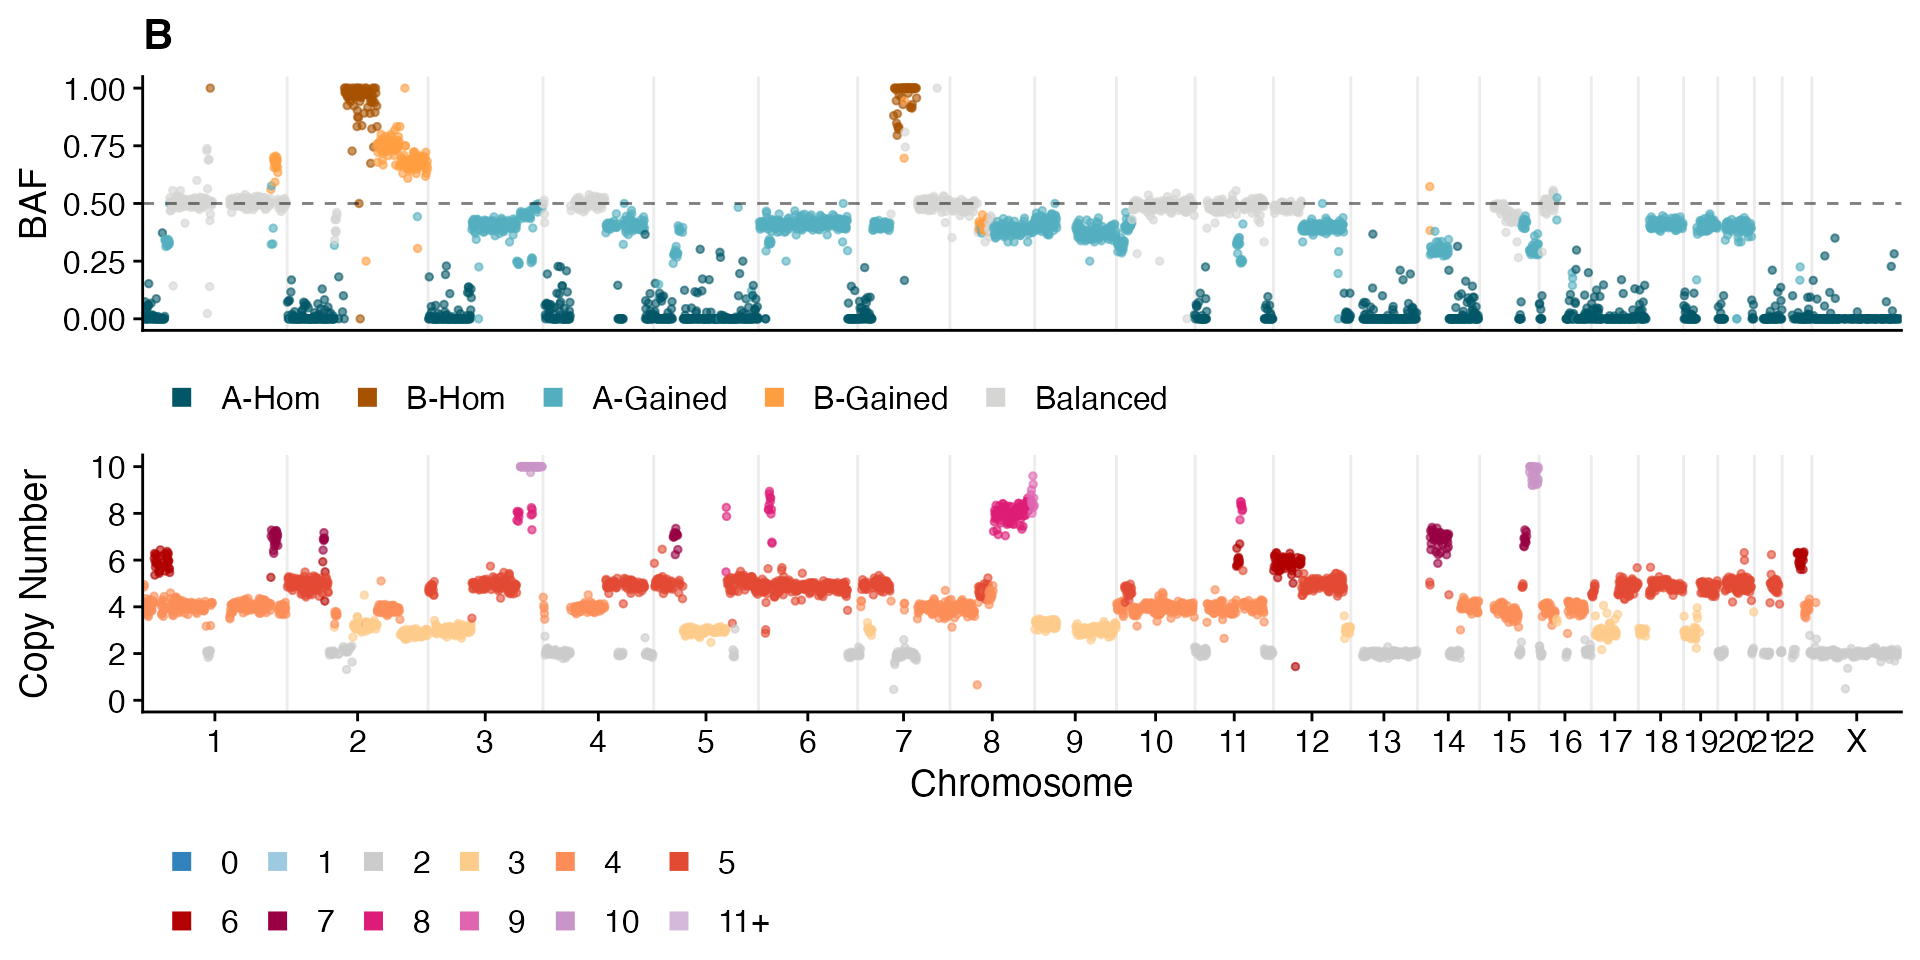 B
1.00
0.75
0.50
0.25
0.00
BAF
A-Hom B-Hom A-Gained B-Gained Balanced
10
8
6
4
2
0
Copy Number
1 2 3 4 5 6 7 8 9 10 11 12 13 14 15 16 17 18 19 20 21 22 X
Chromosome
0 1 2 3 4 5
6 7 8 9 10 11+